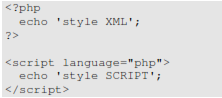 <?php
  echo 'style XML';
?>

<script language="php">
  echo 'style SCRIPT';
</script>